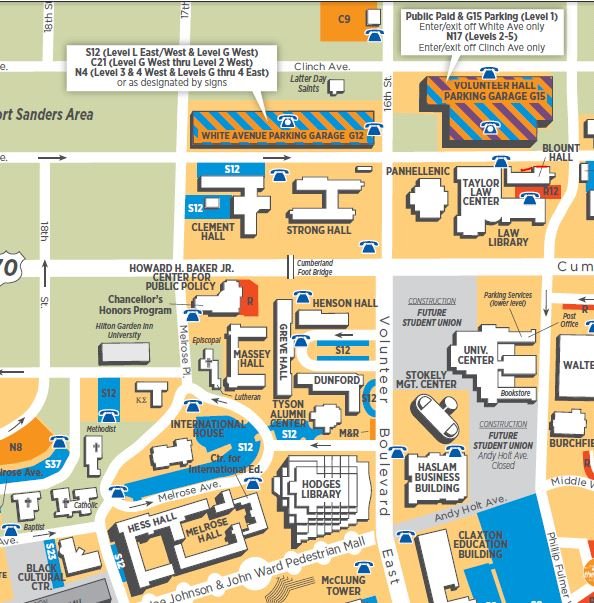 18th St.
17th
C9
Public Paid & G15 Parking (Level 1)
Enter/exit off White Ave only
N17 (Levels 2-5)
Enter/exit off Clinch Ave only
S12 (Level L East/West & Level G West)
C21 (Level G West thru Level 2 West)
N4 (Level 3 & 4 West & Levels G thru 4 East)
or as designated by signs
e.
Clinch Ave.
Latter Day
Saints
16th St.
VOLUNTEER HALL
PARKING GARAGE G15
ort Sanders Area
WHITE AVENUE PARKING GARAGE G12
e.
BLOUNT
HALL
S12
PANHELLENIC
TAYLOR
LAW
CENTER
R12
S12
CLEMENT
HALL
STRONG HALL
LAW
LIBRARY
18th
St.
70
Cumberland
Foot Bridge
Cum
HOWARD H. BAKER JR.
CENTER FOR
PUBLIC POLICY
R
Chancellor's
Honors Program
HENSON HALL
CONSTRUCTION
FUTURE
STUDENT UNION
Parking Services
(lower level)
R
Post
Office
Hilton Garden Inn
University
Melrose Pl.
Episcopal
MASSEY
HALL
GREVE HALL
S12
Volunteer Boulevard
UNIV.
CENTER
WALTE
STOKELY
MGT. CENTER
Bookstore
DUNFORD
S12
S12
ΚΣ
Lutheran
TYSON
ALUMNI
CENTER
S12
M&R
CONSTRUCTION
FUTURE
STUDENT UNION
Andy Holt Ave.
Closed
BURCHFIE
INTERNATIONAL
HOUSE
S12
Methodist
N8
S37
lrose Ave.
Ctr. for
International Ed.
HASLAM
BUSINESS
BUILDING
R
Middle
Melrose Ave.
HODGES
LIBRARY
Catholic
Baptist
HESS HALL
MELROSE
HALL
Andy Holt Ave.
Ave.
S23
S12
CLAXTON
EDUCATION
BUILDING
Phillip Fulmer
BLACK
CULTURAL
CTR.
TE
oe Johnson & John Ward Pedestrian Mall
McCLUNG
TOWER
East